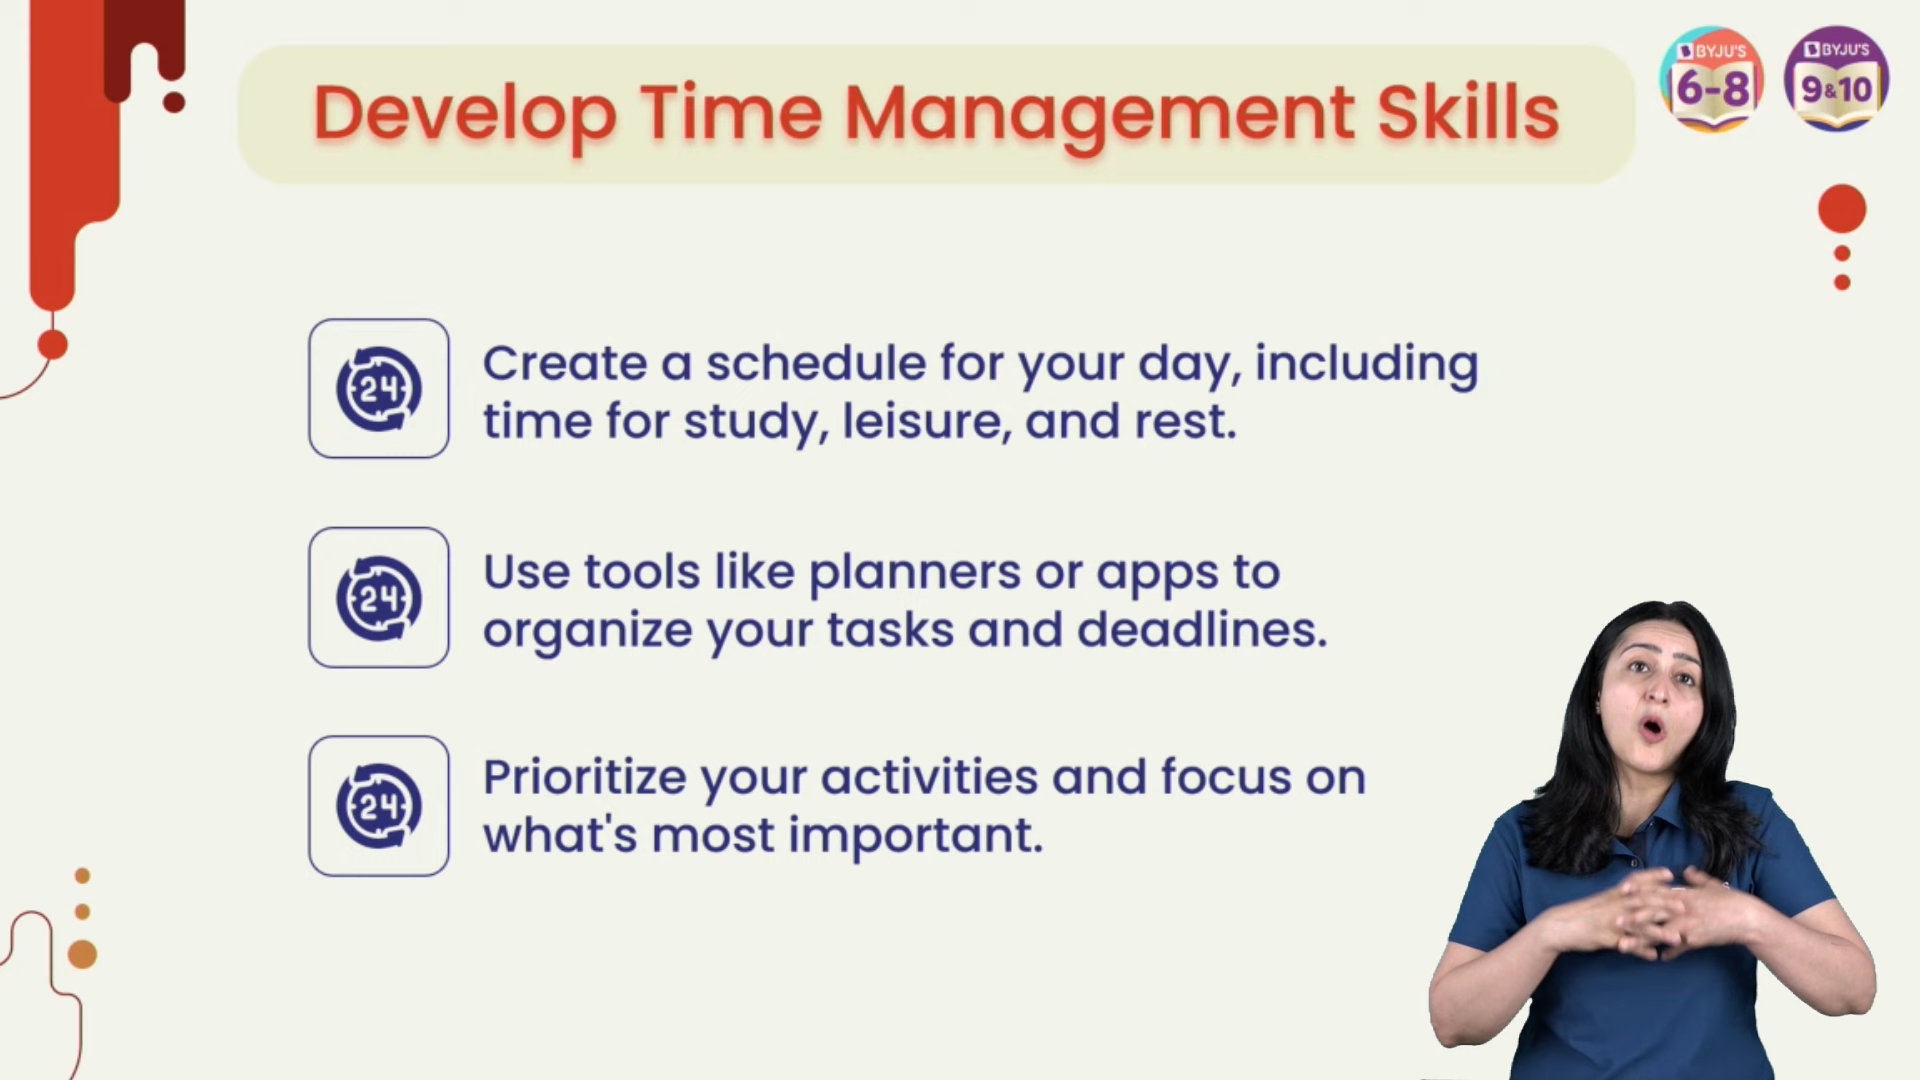 Develop Time Management Skills
BYJU'S
6-8
BYJU'S
9&10
24
Create a schedule for your day, including
time for study, leisure, and rest.
24
Use tools like planners or apps to
organize your tasks and deadlines.
24
Prioritize your activities and focus on
what's most important.